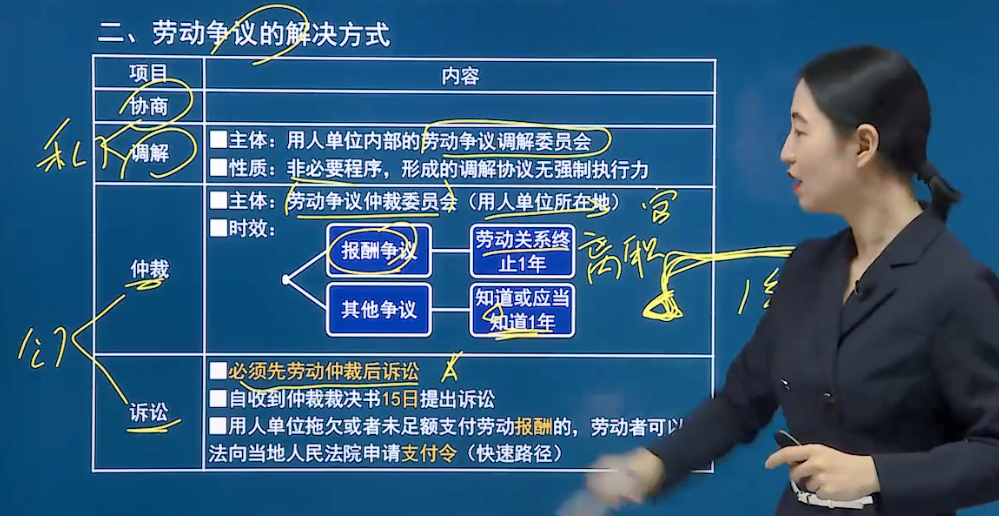 二、劳动争议的解决方式
项目
内容
协商
调解
■主体：用人单位内部的劳动争议调解委员会
■性质：非必要程序，形成的调解协议无强制执行力
私下
仲裁
■主体：劳动争议仲裁委员会（用人单位所在地）
■时效：
报酬争议
劳动关系终
止1年
其他争议
知道或应当
知道1年
官
离职
1年
公了
诉讼
■必须先劳动仲裁后诉讼
■自收到仲裁裁决书15日提出诉讼
■用人单位拖欠或者未足额支付劳动报酬的，劳动者可以
法向当地人民法院申请支付令（快速路径）